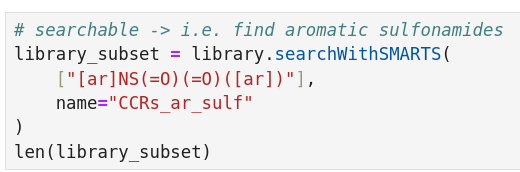 # searchable -> i.e. find aromatic sulfonamides
library_subset = library.searchWithSMARTS(
    ["[ar]NS(=O)(=O)([ar])"],
    name="CCRs_ar_sulf"
)
len(library_subset)